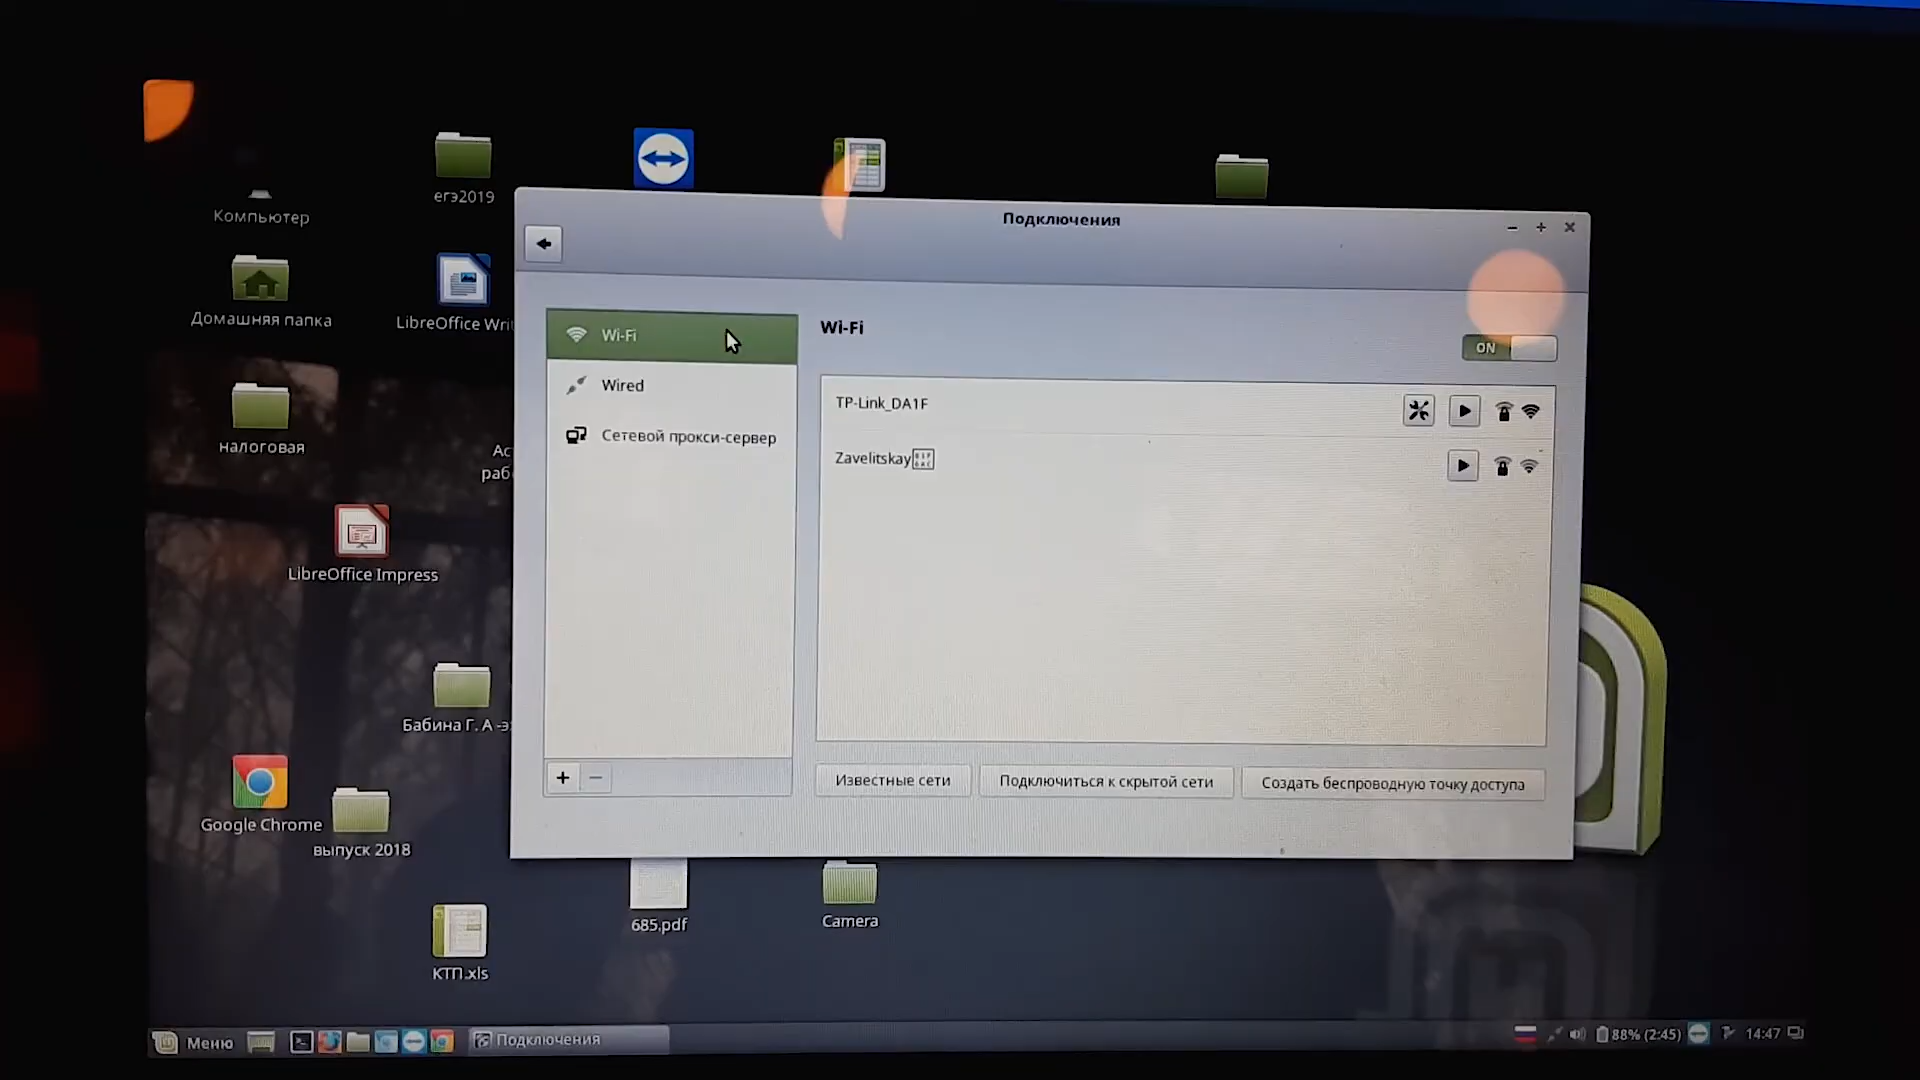 Компьютер
егэ2019
Подключения
Домашняя папка
LibreOffice Wri
Wi-Fi
Wired
Сетевой прокси-сервер
Wi-Fi
ON
TP-Link_DA1F
Zavelitskay
налоговая
Ас
раб
LibreOffice Impress
Бабина Г. А -э
Известные сети
Подключиться к скрытой сети
Создать беспроводную точку доступа
Google Chrome
выпуск 2018
685.pdf
Camera
КТП.xls
Меню
Подключения
88% (2:45)
14:47